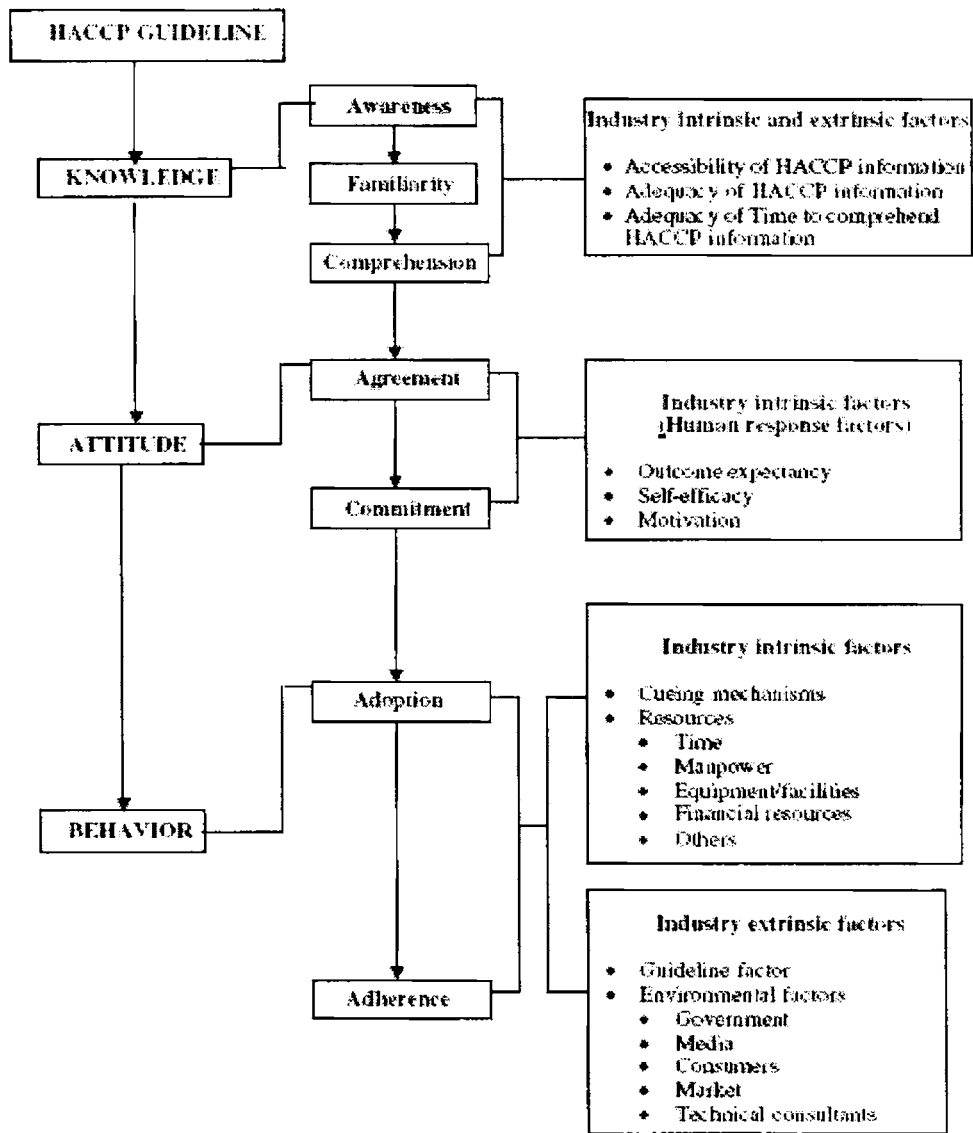 HACCP GUIDELINE
KNOWLEDGE
ATTITUDE
BEHAVIOR
Awareness
Familiarity
Comprehension
Agreement
Commitment
Adoption
Adherence
Industry Intrinsic and extrinsic factors
• Accessibility of HACCP information
• Adequacy of HACCP information
• Adequacy of Time to comprehend
HACCP information
Industry intrinsic factors
(Human response factors)
• Outcome expectancy
• Self-efficacy
• Motivation
Industry intrinsic factors
• Cueing mechanisms
• Resources
• Time
• Manpower
• Equipment/facilities
• Financial resources
• Others
Industry extrinsic factors
• Guideline factor
• Environmental factors
• Government
• Media
• Consumers
• Market
• Technical consultants